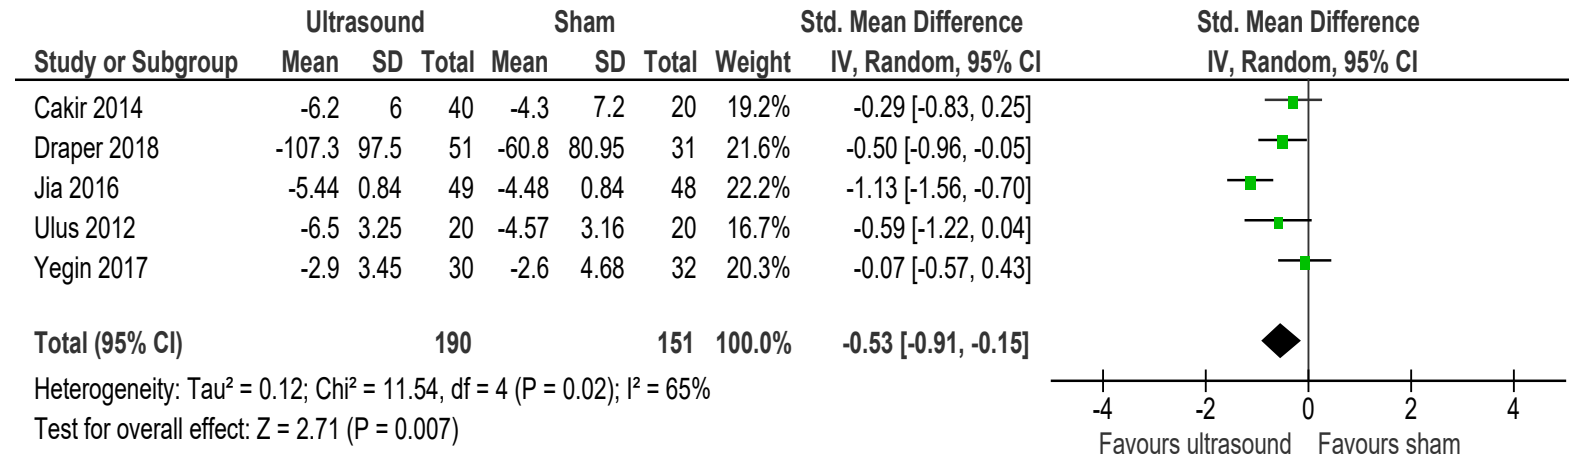 Ultrasound Sham Std. Mean Difference Std. Mean Difference
Study or Subgroup Mean SD Total Mean SD Total Weight IV, Random, 95% CI IV, Random, 95% CI
Cakir 2014 -6.2 6 40 -4.3 7.2 20 19.2% -0.29 [-0.83, 0.25]
Draper 2018 -107.3 97.5 51 -60.8 80.95 31 21.6% -0.50 [-0.96, -0.05]
Jia 2016 -5.44 0.84 49 -4.48 0.84 48 22.2% -1.13 [-1.56, -0.70]
Ulus 2012 -6.5 3.25 20 -4.57 3.16 20 16.7% -0.59 [-1.22, 0.04]
Yegin 2017 -2.9 3.45 30 -2.6 4.68 32 20.3% -0.07 [-0.57, 0.43]
Total (95% CI) 190 151 100.0% -0.53 [-0.91, -0.15]
Heterogeneity: Tau² = 0.12; Chi² = 11.54, df = 4 (P = 0.02); I² = 65%
Test for overall effect: Z = 2.71 (P = 0.007)
-4 -2 0 2 4
Favours ultrasound Favours sham